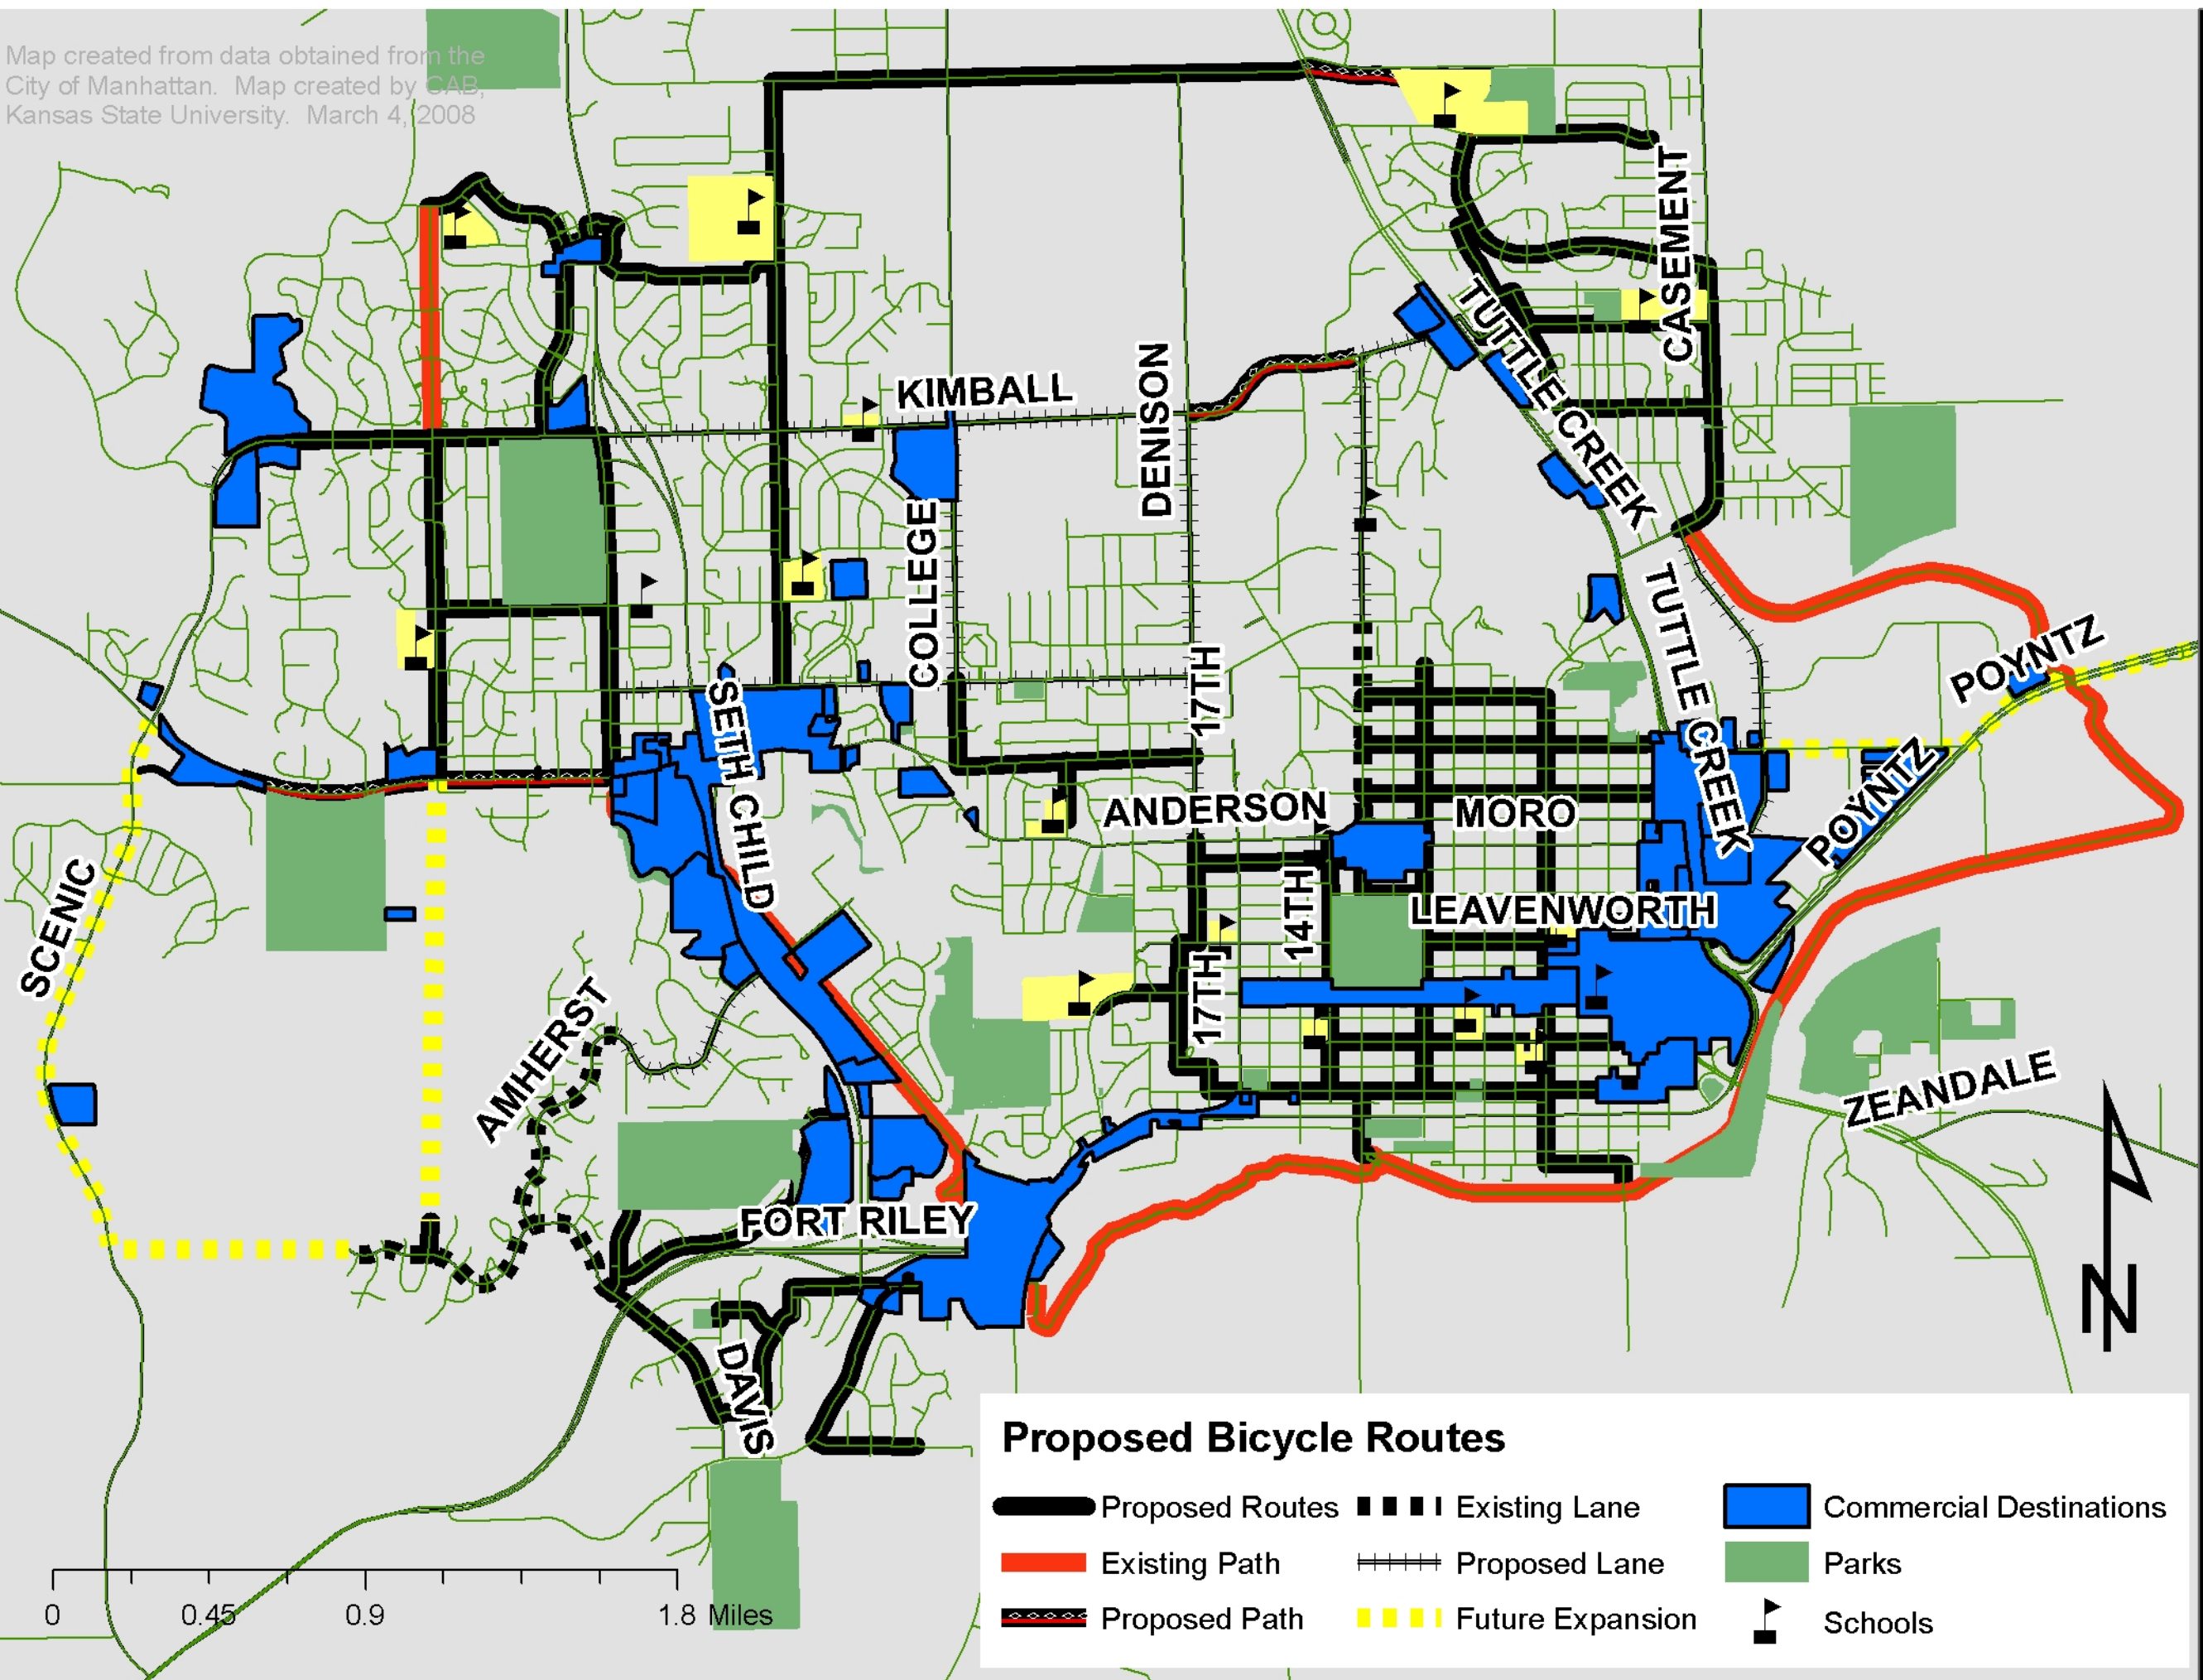 Map created from data obtained from the
City of Manhattan.  Map created by CAB,
Kansas State University.  March 4, 2008
CASEMENT
TUTTLE CREEK
KIMBALL
DENISON
COLLEGE
TUTTLE CREEK
POYNTZ
17TH
SETH CHILD
ANDERSON
MORO
POYNTZ
SCENIC
14TH
LEAVENWORTH
17TH
AMHERST
ZEANDALE
FORT RILEY
DAVIS
N
Proposed Bicycle Routes
Proposed Routes
Existing Lane
Commercial Destinations
Existing Path
Proposed Lane
Parks
Proposed Path
Future Expansion
Schools
0 0.45 0.9 1.8 Miles